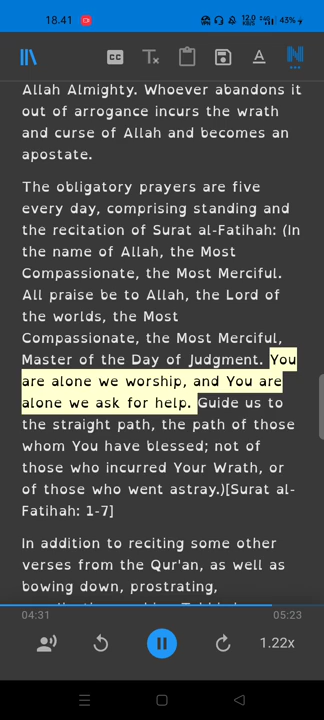 18.41
12.0 KB/S
43%
CC
Allah Almighty. Whoever abandons it
out of arrogance incurs the wrath
and curse of Allah and becomes an
apostate.
The obligatory prayers are five
every day, comprising standing and
the recitation of Surat al-Fatihah: (In
the name of Allah, the Most
Compassionate, the Most Merciful.
All praise be to Allah, the Lord of
the worlds, the Most
Compassionate, the Most Merciful,
Master of the Day of Judgment. You
are alone we worship, and You are
alone we ask for help. Guide us to
the straight path, the path of those
whom You have blessed; not of
those who incurred Your Wrath, or
of those who went astray.)[Surat al-
Fatihah: 1-7]
In addition to reciting some other
verses from the Qur'an, as well as
bowing down, prostrating,
04:31
05:23
1.22x